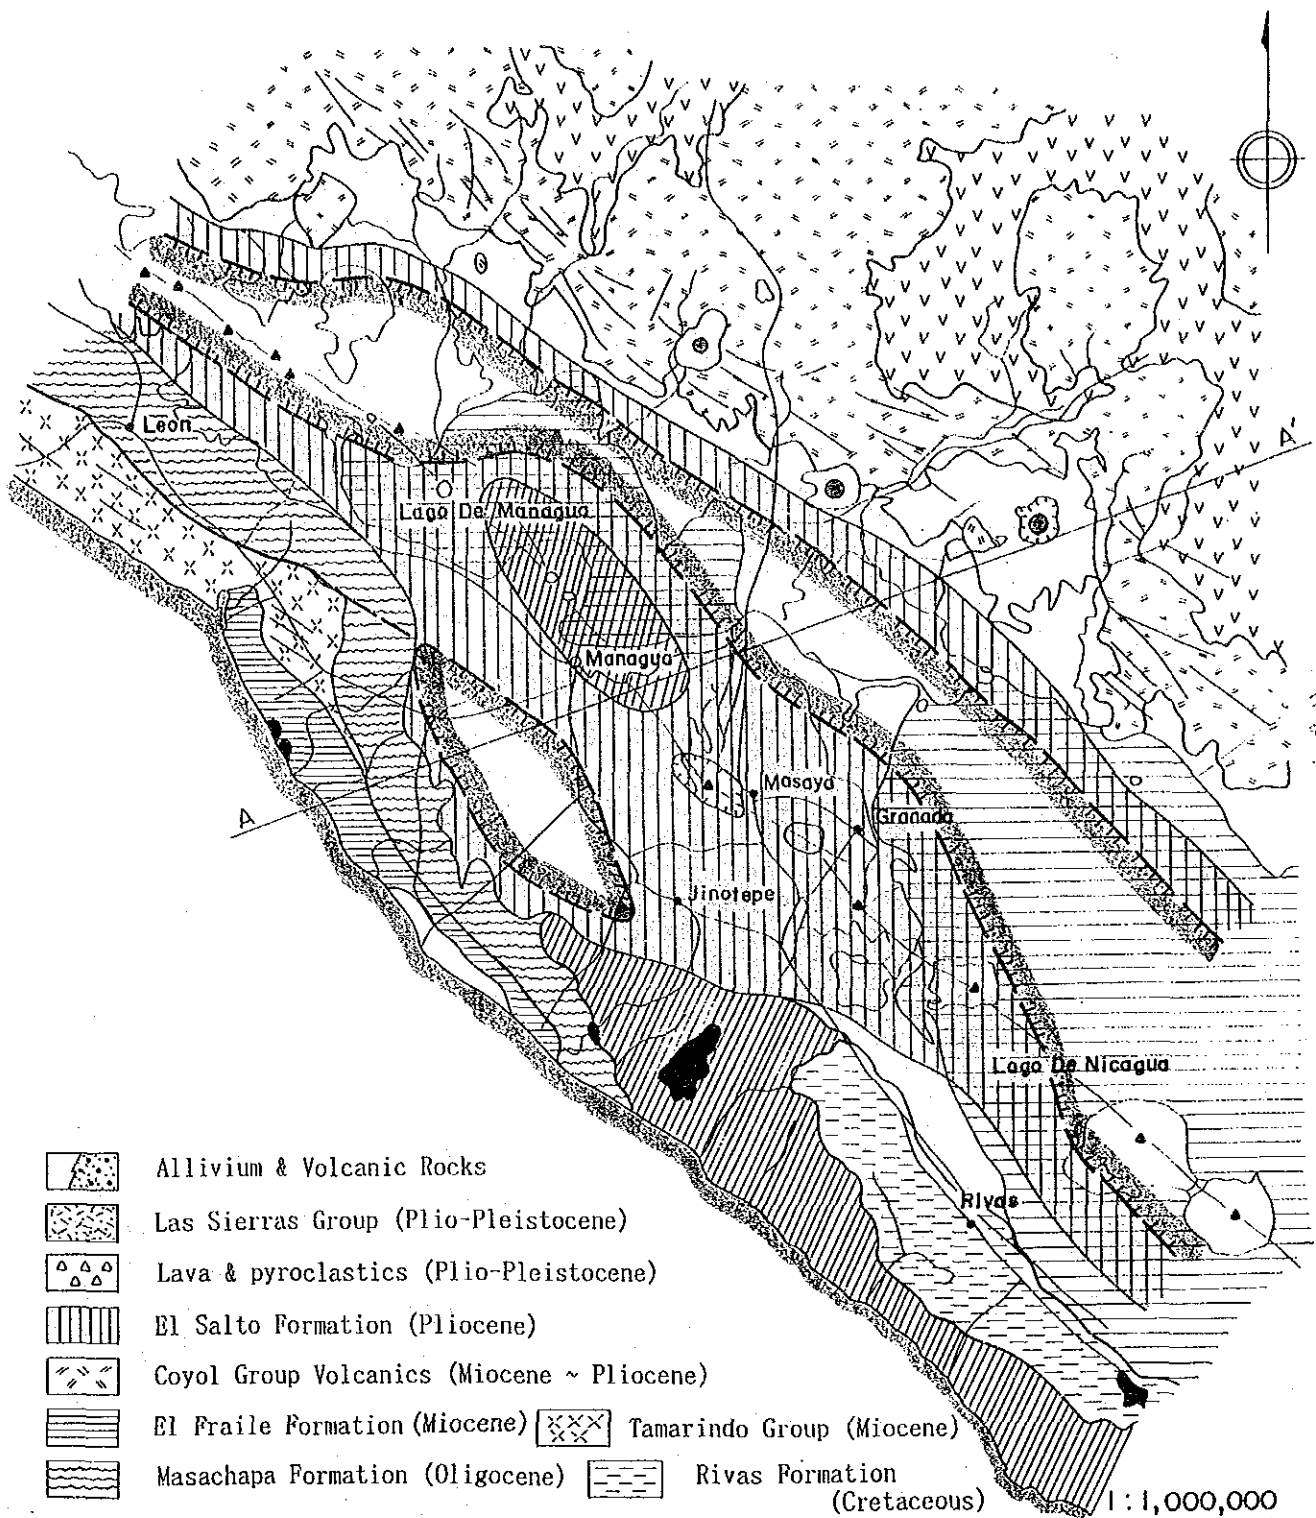 A'
León
Lago De Managua
Managua
Masaya
Granada
A
Jinotepe
Lago De Nicagua
Rivas
Allivium & Volcanic Rocks
Las Sierras Group (Plio-Pleistocene)
Lava & pyroclastics (Plio-Pleistocene)
El Salto Formation (Pliocene)
Coyol Group Volcanics (Miocene ~ Pliocene)
El Fraile Formation (Miocene) Tamarindo Group (Miocene)
Masachapa Formation (Oligocene) Rivas Formation
(Cretaceous)
1:1,000,000